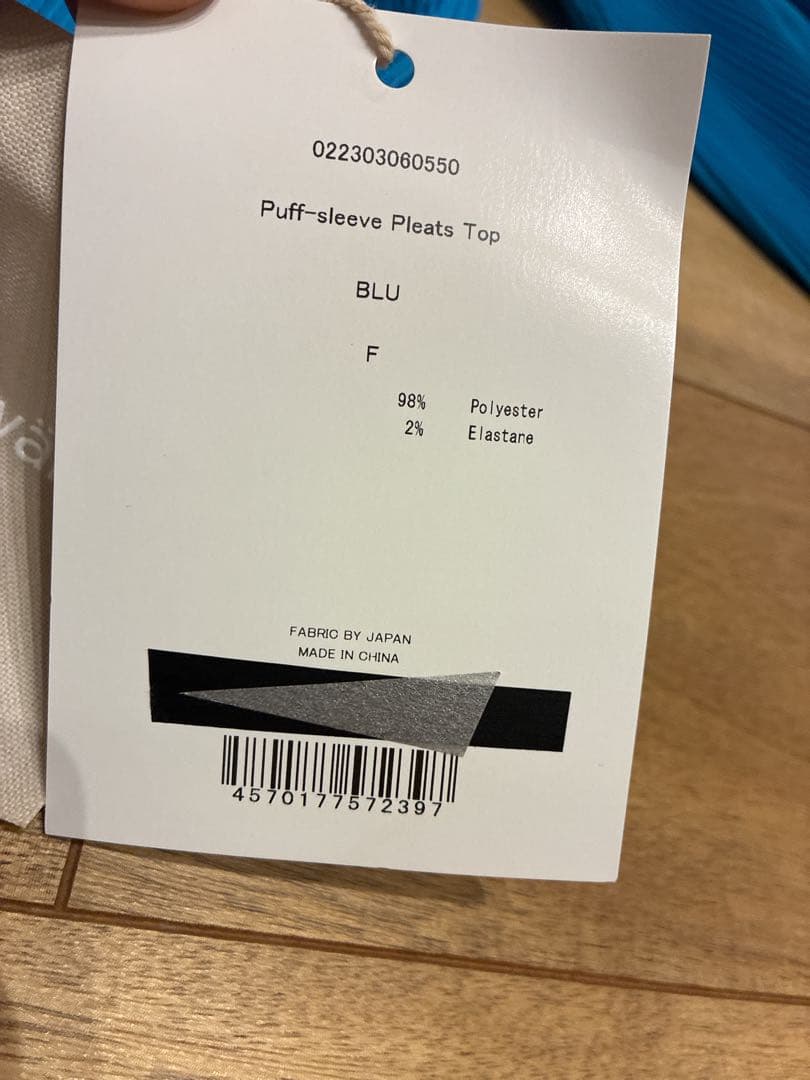 022303060550
Puff-sleeve Pleats Top
BLU
F
98% Polyester
2% Elastane
FABRIC BY JAPAN
MADE IN CHINA
4570177572397